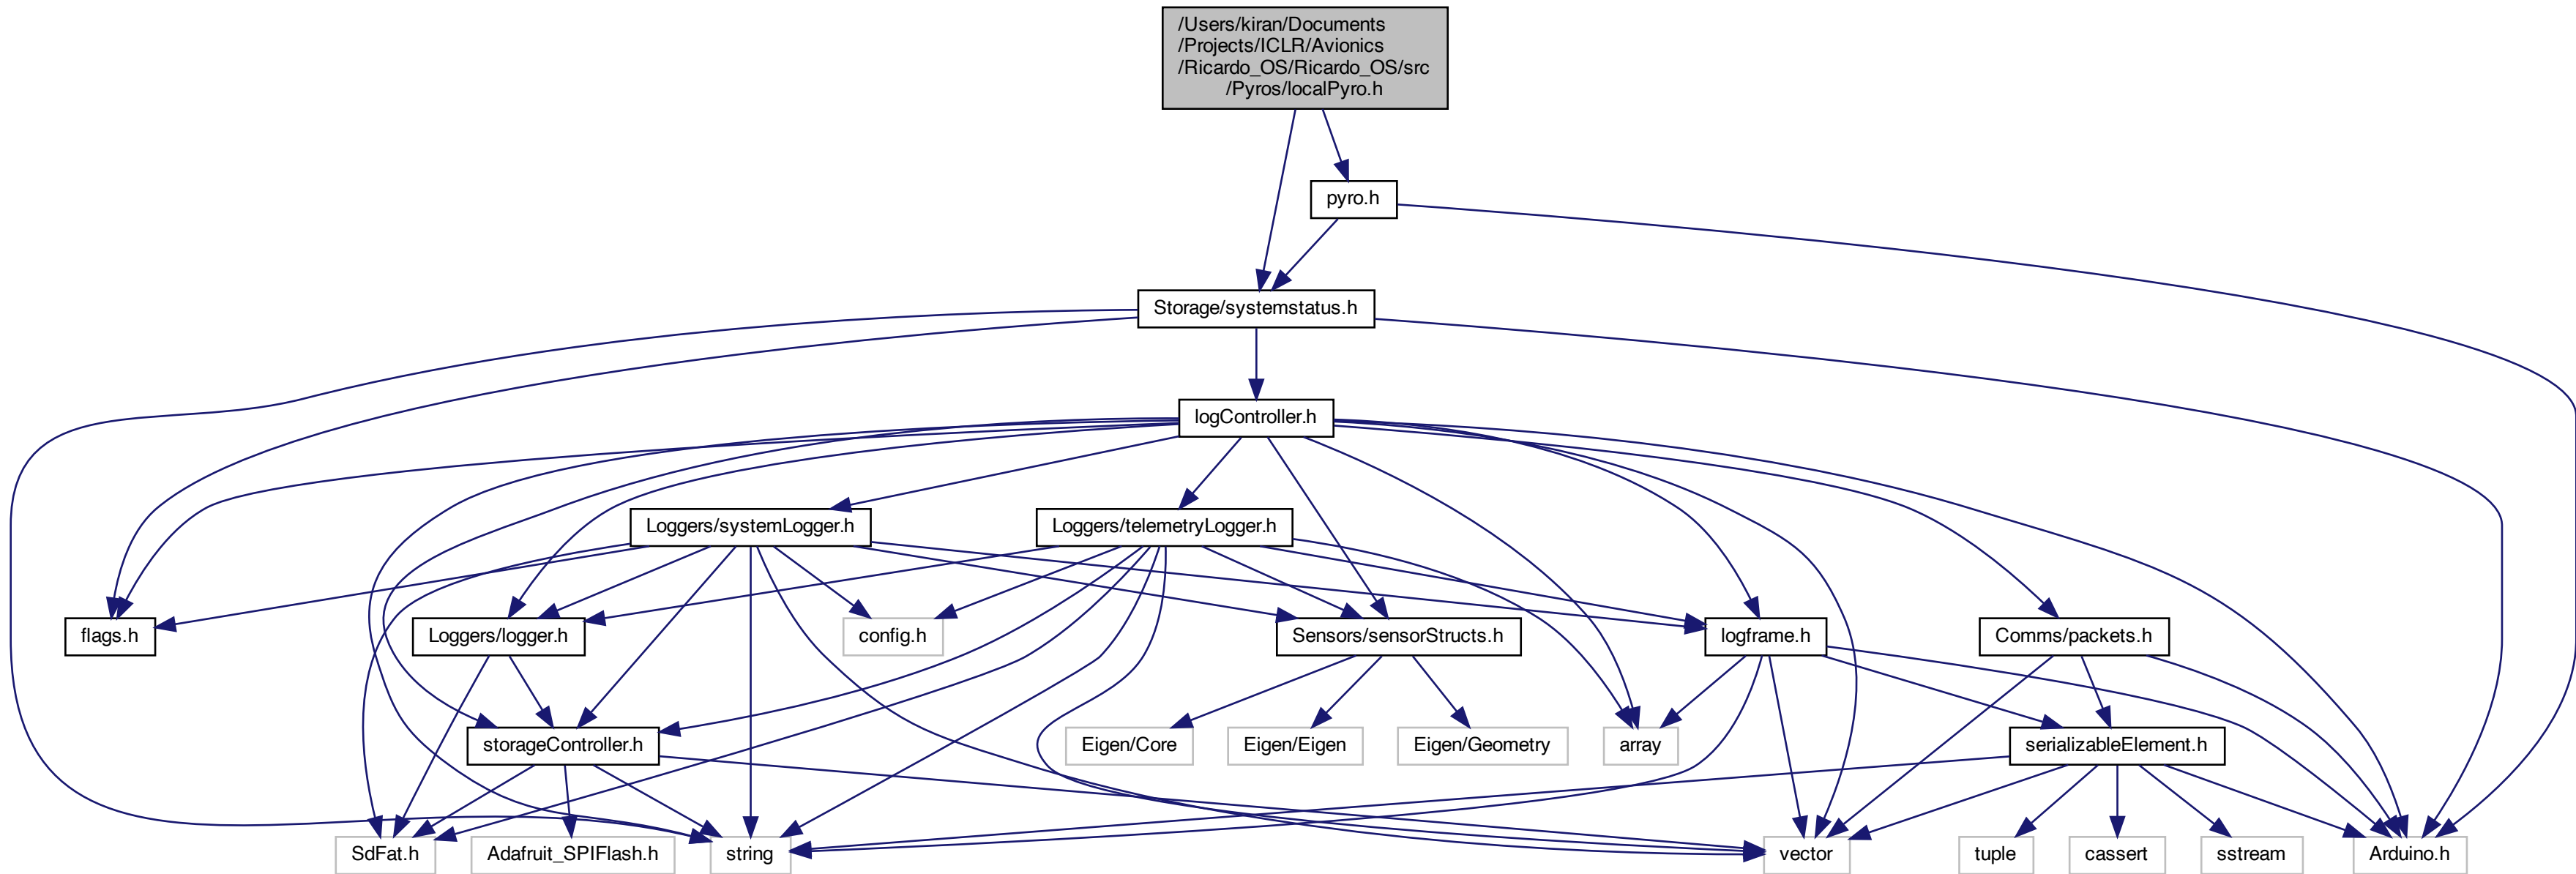 /Users/kiran/Documents
/Projects/ICLR/Avionics
/Ricardo_OS/Ricardo_OS/src
/Pyros/localPyro.h
pyro.h
Storage/systemstatus.h
logController.h
Loggers/systemLogger.h
Loggers/telemetryLogger.h
flags.h
Loggers/logger.h
config.h
Sensors/sensorStructs.h
logframe.h
Comms/packets.h
storageController.h
Eigen/Core
Eigen/Eigen
Eigen/Geometry
array
serializableElement.h
SdFat.h
Adafruit_SPIFlash.h
string
vector
tuple
cassert
sstream
Arduino.h